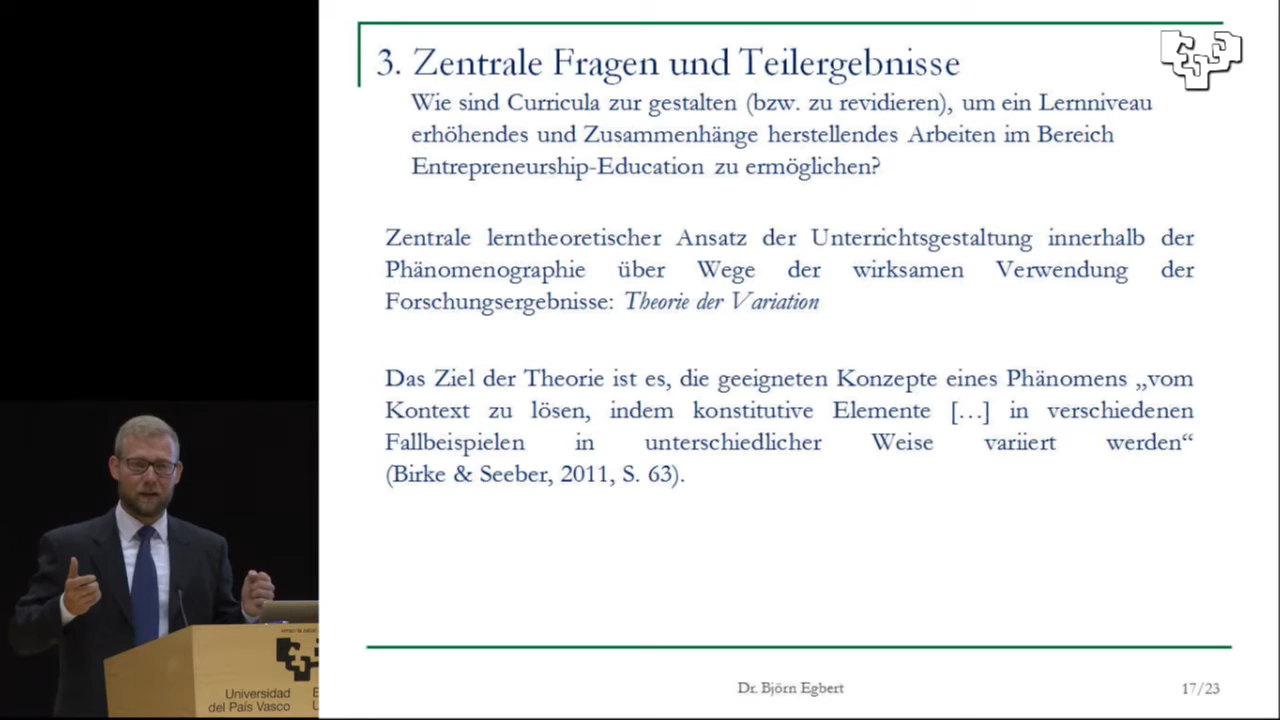 3. Zentrale Fragen und Teilergebnisse
Wie sind Curricula zur gestalten (bzw. zu revidieren), um ein Lernniveau
erhöhendes und Zusammenhänge herstellendes Arbeiten im Bereich
Entrepreneurship-Education zu ermöglichen?
Zentrale lerntheoretischer Ansatz der Unterrichtsgestaltung innerhalb der
Phänomenographie über Wege der wirksamen Verwendung der
Forschungsergebnisse: Theorie der Variation
Das Ziel der Theorie ist es, die geeigneten Konzepte eines Phänomens „vom
Kontext zu lösen, indem konstitutive Elemente […] in verschiedenen
Fallbeispielen in unterschiedlicher Weise variiert werden“
(Birke & Seeber, 2011, S. 63).
Dr. Björn Egbert
17/23
Universidad
del País Vasco